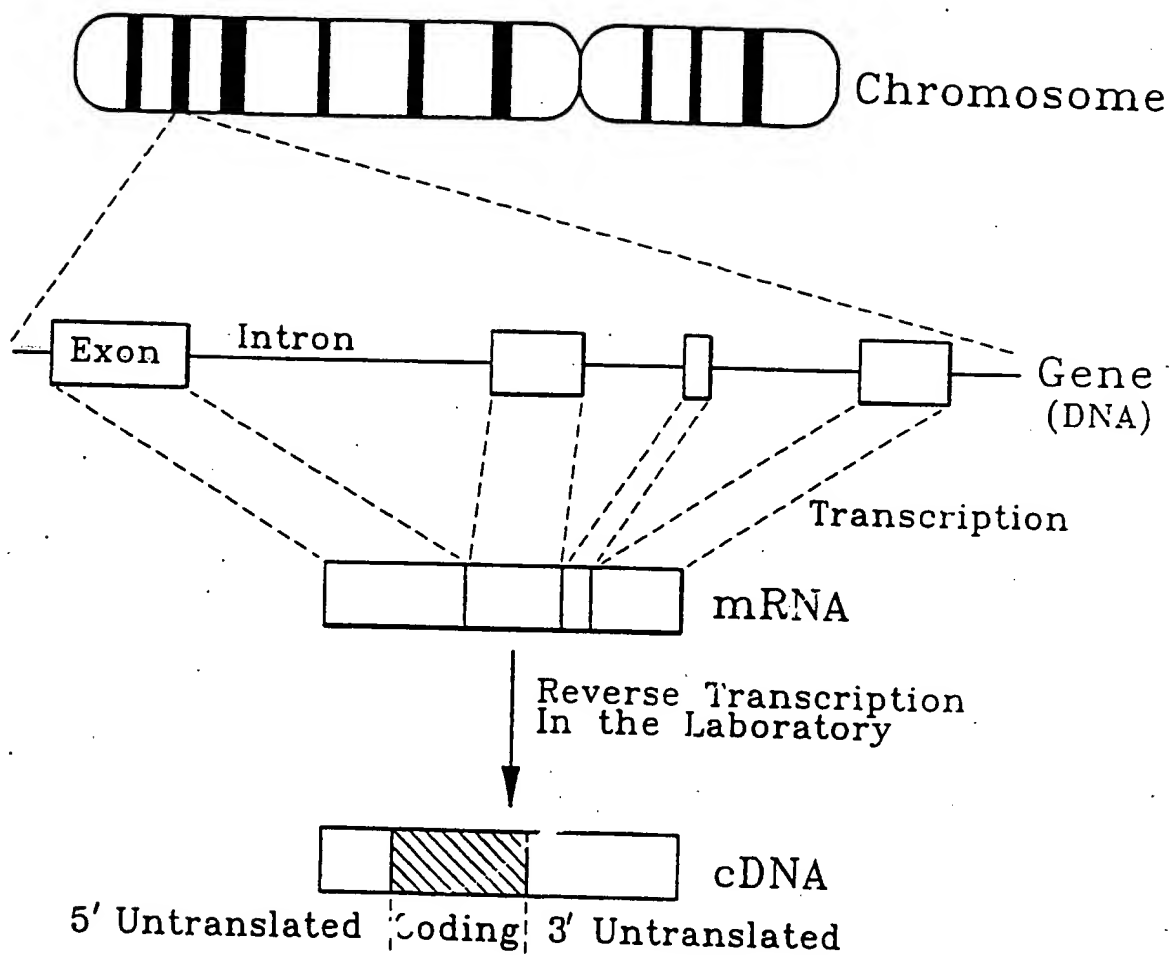 Chromosome
Exon
Intron
Gene
(DNA)
Transcription
mRNA
Reverse Transcription
In the Laboratory
cDNA
5' Untranslated Coding 3' Untranslated